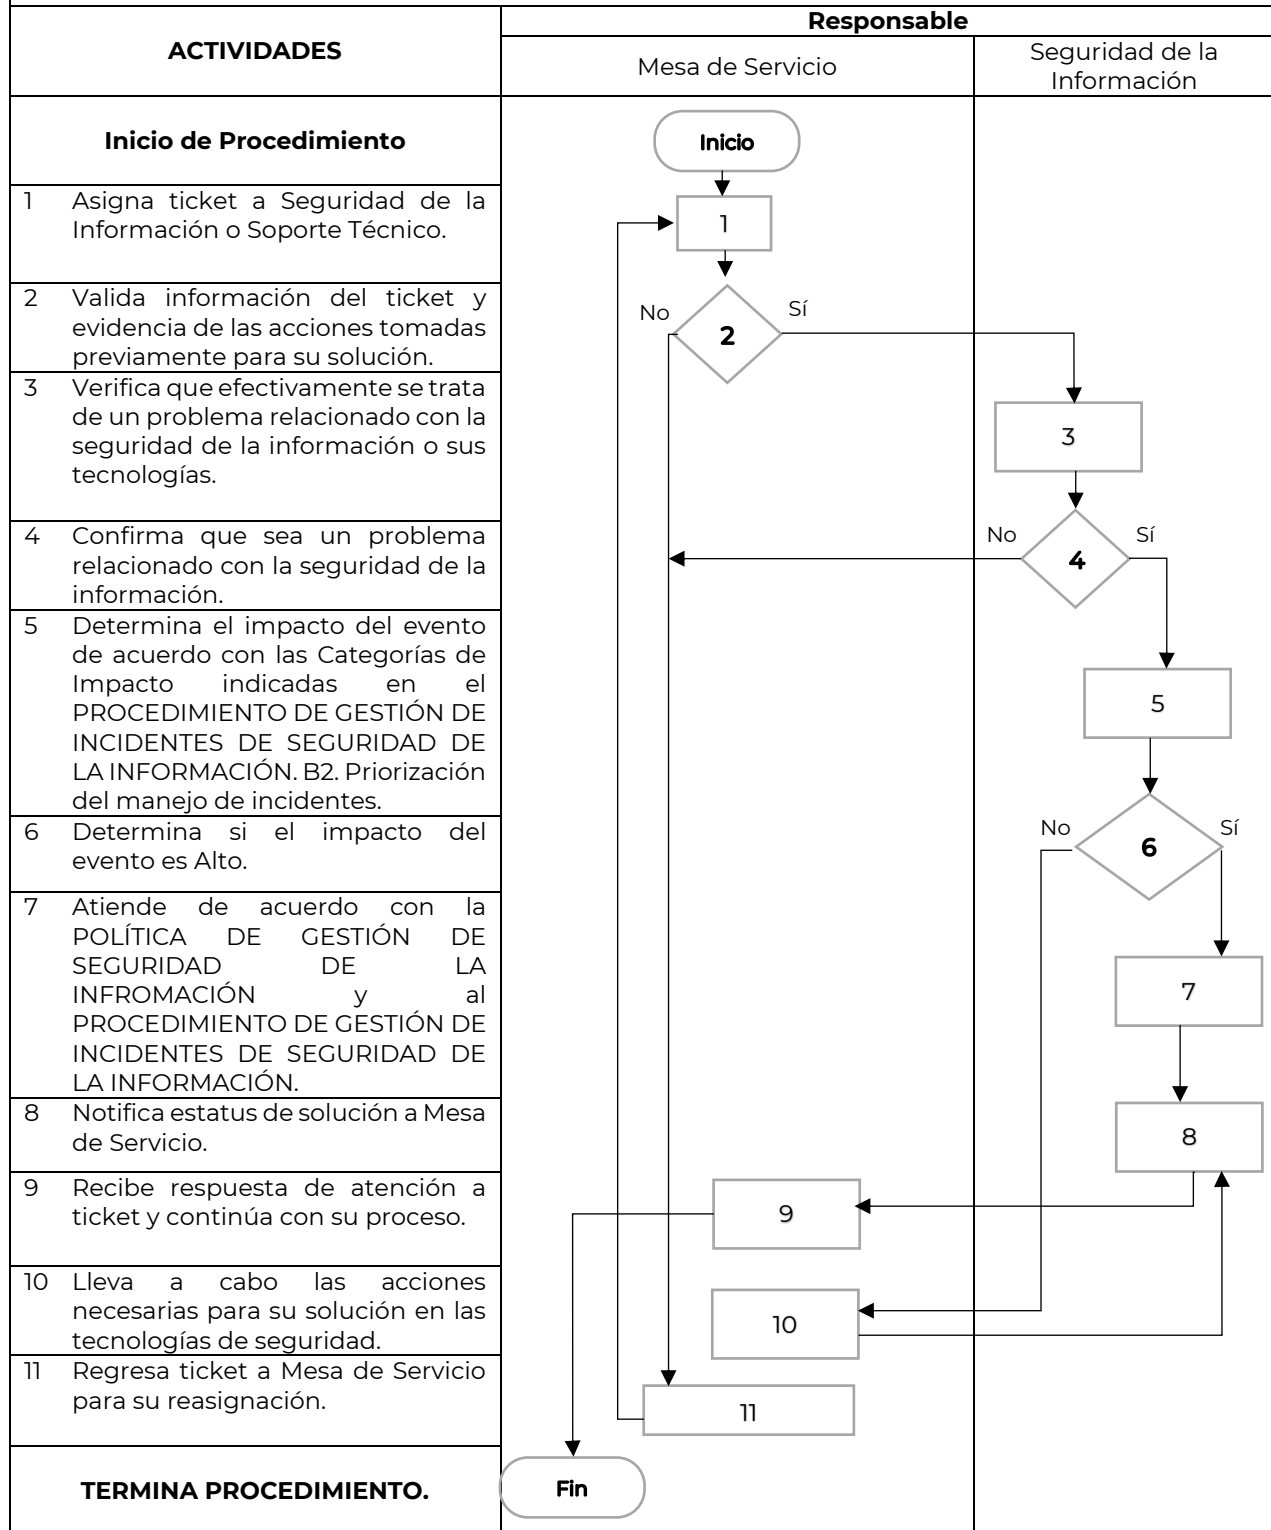 ACTIVIDADES
Responsable
Mesa de Servicio
Seguridad de la
Información
Inicio de Procedimiento
Inicio
1 Asigna ticket a Seguridad de la
Información o Soporte Técnico.
1
2 Valida información del ticket y
evidencia de las acciones tomadas
previamente para su solución.
No
2
Sí
3 Verifica que efectivamente se trata
de un problema relacionado con la
seguridad de la información o sus
tecnologías.
3
4 Confirma que sea un problema
relacionado con la seguridad de la
información.
No
4
Sí
5 Determina el impacto del evento
de acuerdo con las Categorías de
Impacto indicadas en el
PROCEDIMIENTO DE GESTIÓN DE
INCIDENTES DE SEGURIDAD DE
LA INFORMACIÓN. B2. Priorización
del manejo de incidentes.
5
6 Determina si el impacto del
evento es Alto.
No
6
Sí
7 Atiende de acuerdo con la
POLÍTICA DE GESTIÓN DE
SEGURIDAD DE LA
INFROMACIÓN y al
PROCEDIMIENTO DE GESTIÓN DE
INCIDENTES DE SEGURIDAD DE
LA INFORMACIÓN.
7
8 Notifica estatus de solución a Mesa
de Servicio.
8
9 Recibe respuesta de atención a
ticket y continúa con su proceso.
9
10 Lleva a cabo las acciones
necesarias para su solución en las
tecnologías de seguridad.
10
11 Regresa ticket a Mesa de Servicio
para su reasignación.
11
TERMINA PROCEDIMIENTO.
Fin